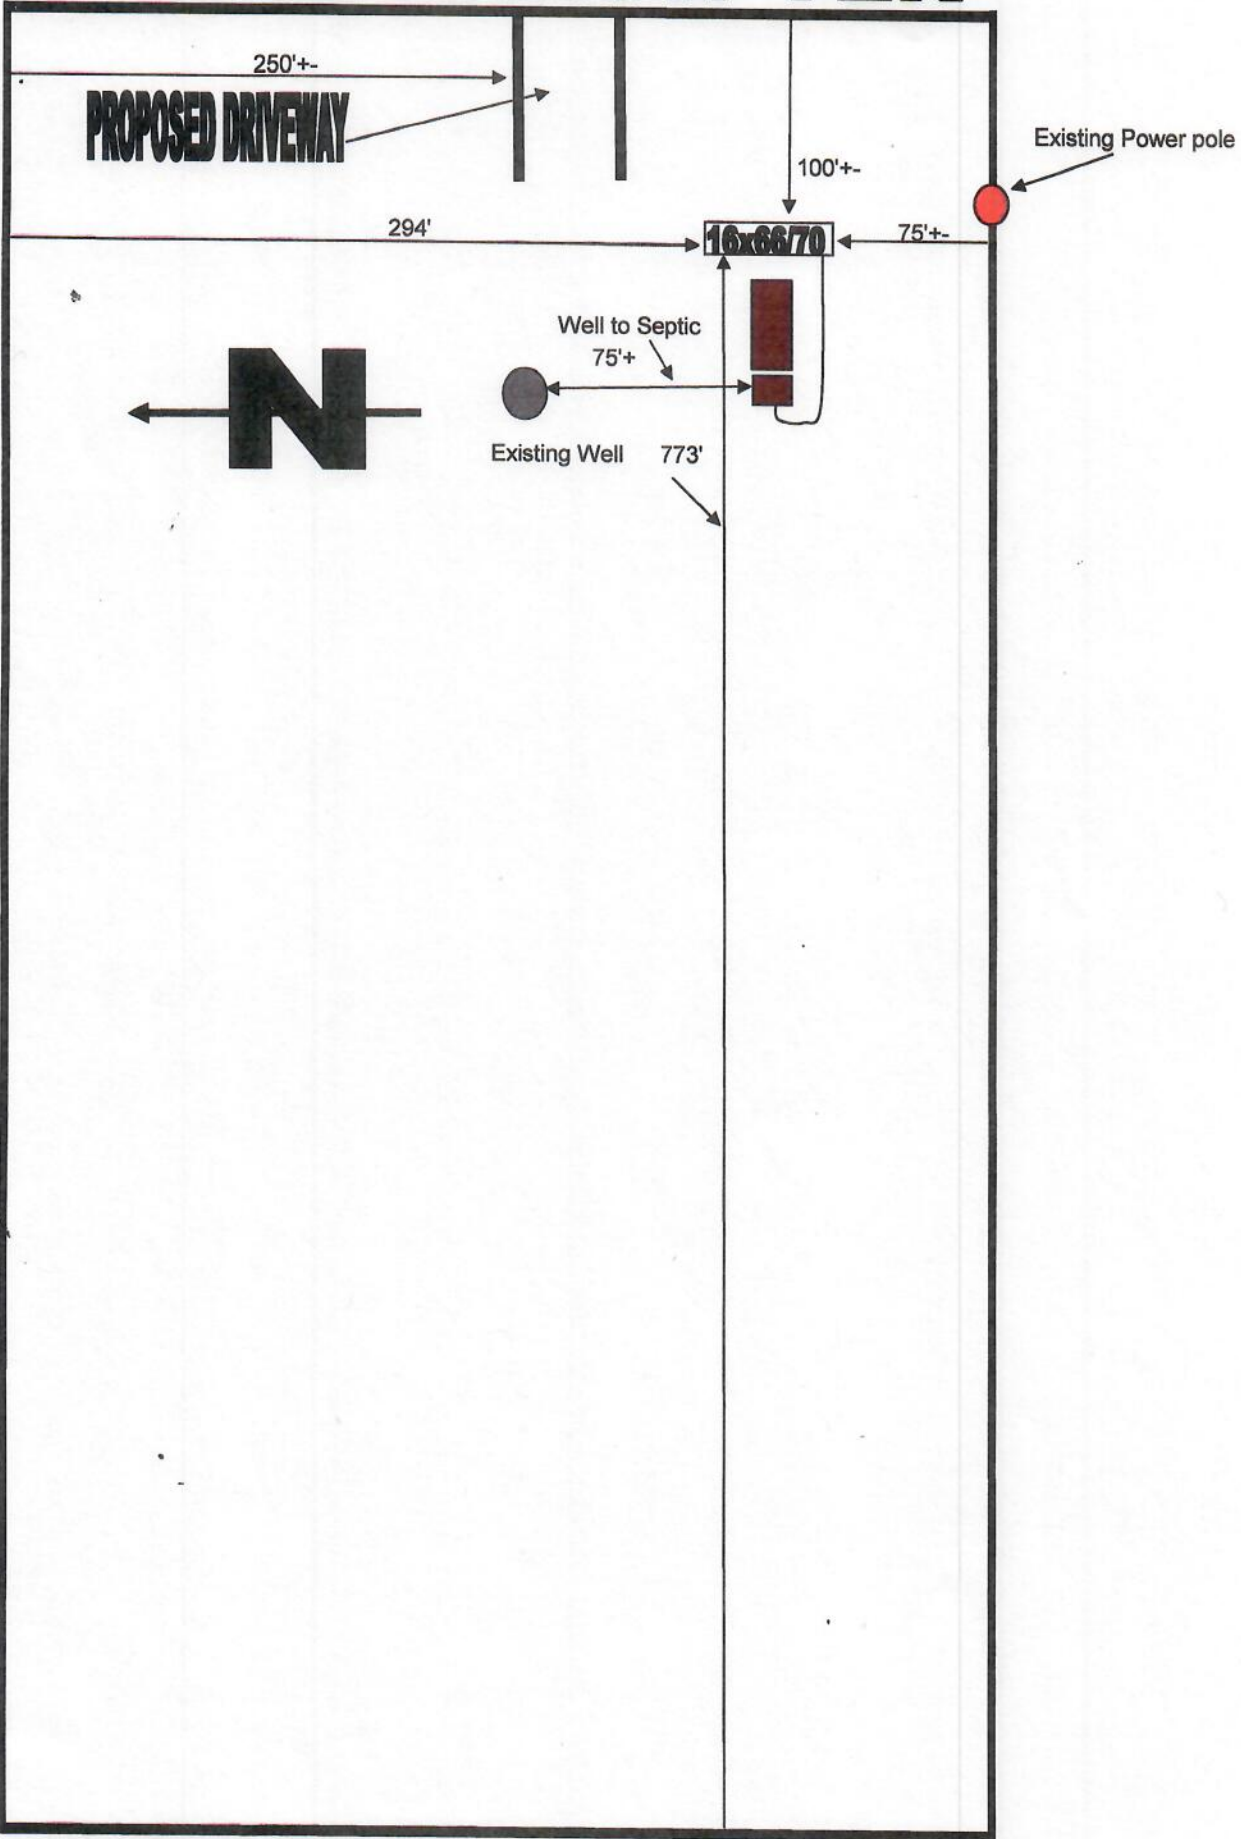 250'+-
PROPOSED DRIVEWAY
Existing Power pole
100'+-
294'
16x66/70
75'+-
Well to Septic
75'+
N
Existing Well
773'